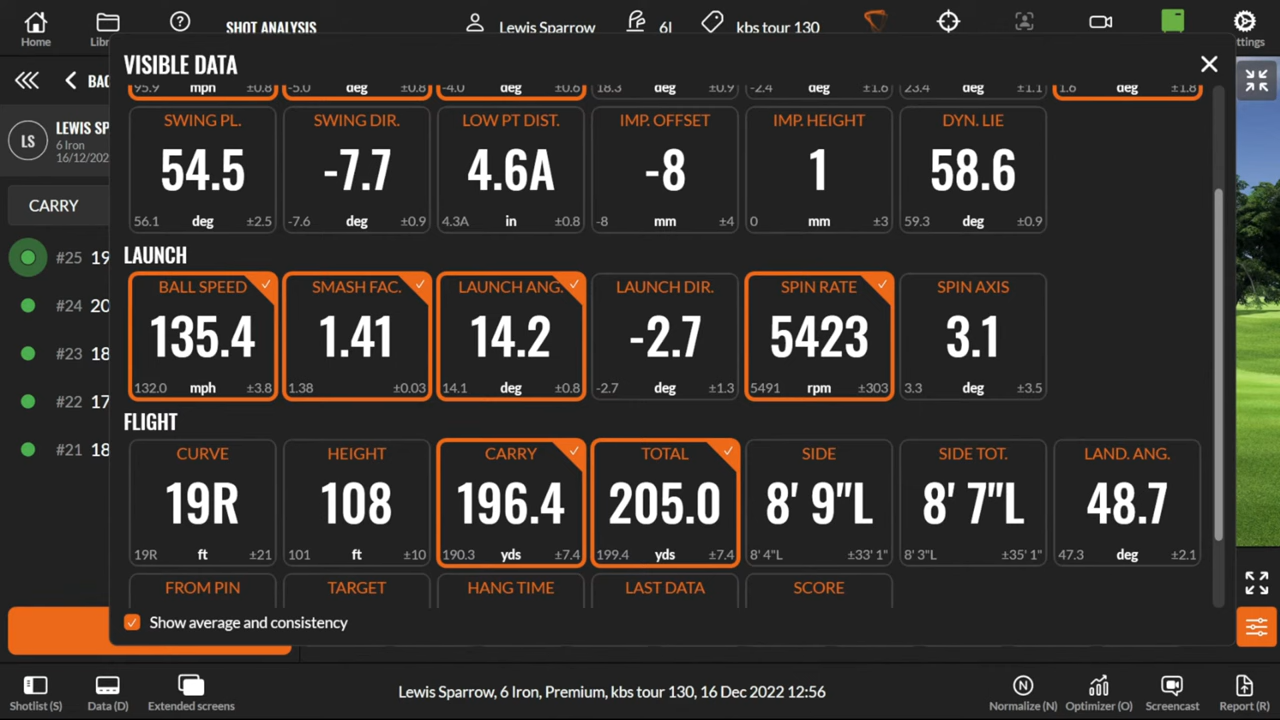 Home
Libr
SHOT ANALYSIS
Lewis Sparrow
6I
kbs tour 130
ttings
VISIBLE DATA
BAC
95.9 mph ±0.8
-5.0 deg ±0.8
-4.0 deg ±0.6
18.3 deg ±0.9
-2.4 deg ±1.6
23.4 deg ±1.1
1.6 deg ±1.8
LS
LEWIS SP
6 Iron
16/12/202
CARRY
#25 19
#24 20
#23 18
#22 17
#21 18
SWING PL. SWING DIR. LOW PT DIST. IMP. OFFSET IMP. HEIGHT DYN. LIE
54.5 -7.7 4.6A -8 1 58.6
56.1 deg ±2.5 -7.6 deg ±0.9 4.3A in ±0.8 -8 mm ±4 0 mm ±3 59.3 deg ±0.9
LAUNCH
BALL SPEED SMASH FAC. LAUNCH ANG. LAUNCH DIR. SPIN RATE SPIN AXIS
135.4 1.41 14.2 -2.7 5423 3.1
132.0 mph ±3.8 1.38 ±0.03 14.1 deg ±0.8 -2.7 deg ±1.3 5491 rpm ±303 3.3 deg ±3.5
FLIGHT
CURVE HEIGHT CARRY TOTAL SIDE SIDE TOT. LAND. ANG.
19R 108 196.4 205.0 8' 9"L 8' 7"L 48.7
19R ft ±21 101 ft ±10 190.3 yds ±7.4 199.4 yds ±7.4 8' 4"L ±33' 1" 8' 3"L ±35' 1" 47.3 deg ±2.1
FROM PIN TARGET HANG TIME LAST DATA SCORE
Show average and consistency
Shotlist (S)
Data (D)
Extended screens
Lewis Sparrow, 6 Iron, Premium, kbs tour 130, 16 Dec 2022 12:56
N
Normalize (N)
Optimizer (O)
Screencast
Report (R)